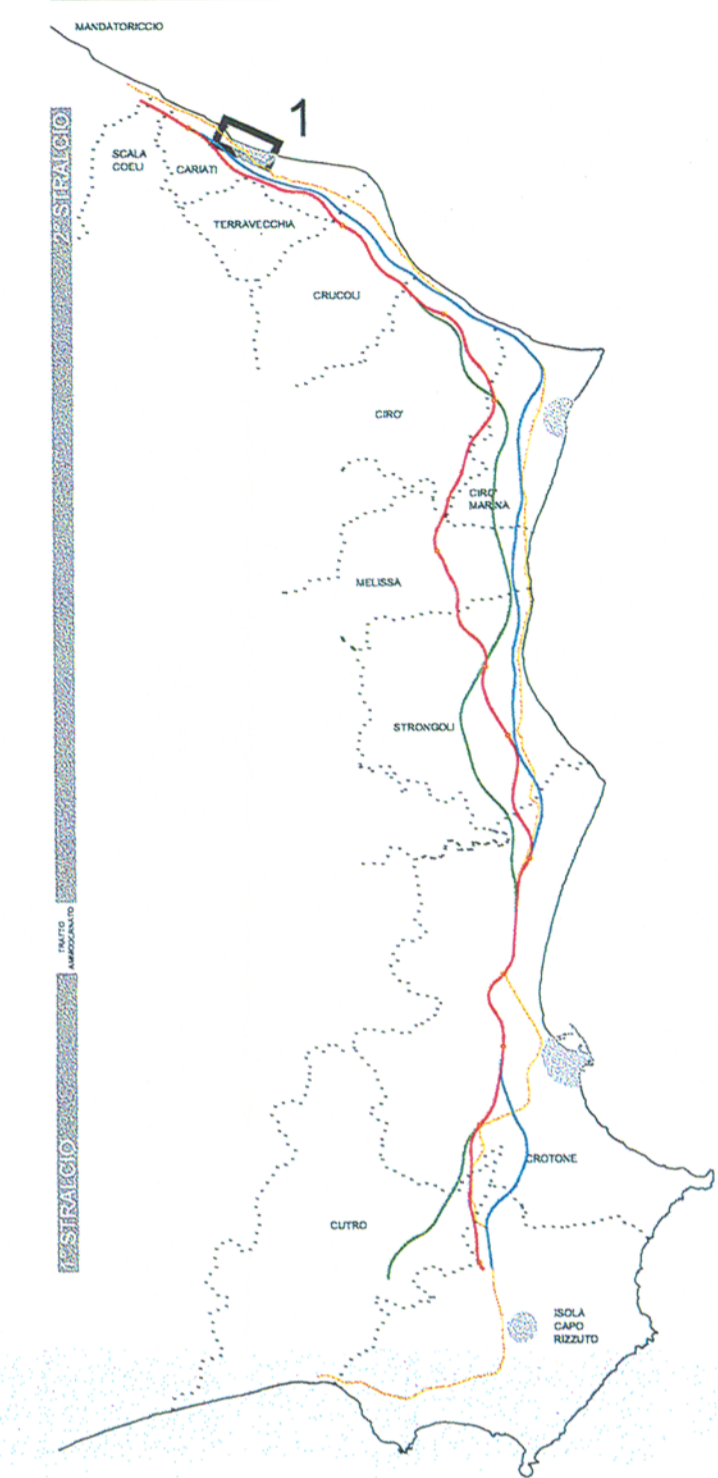 MANDATORICCIO
1
SCALA
COELI
CARIATI
TERRAVECCHIA
CRUCOLI
CIRO'
CIRO'
MARINA
MELISSA
STRONGOLI
CROTONE
CUTRO
ISOLA
CAPO
RIZZUTO
2° STRALCIO
TRATTO
1° STRALCIO